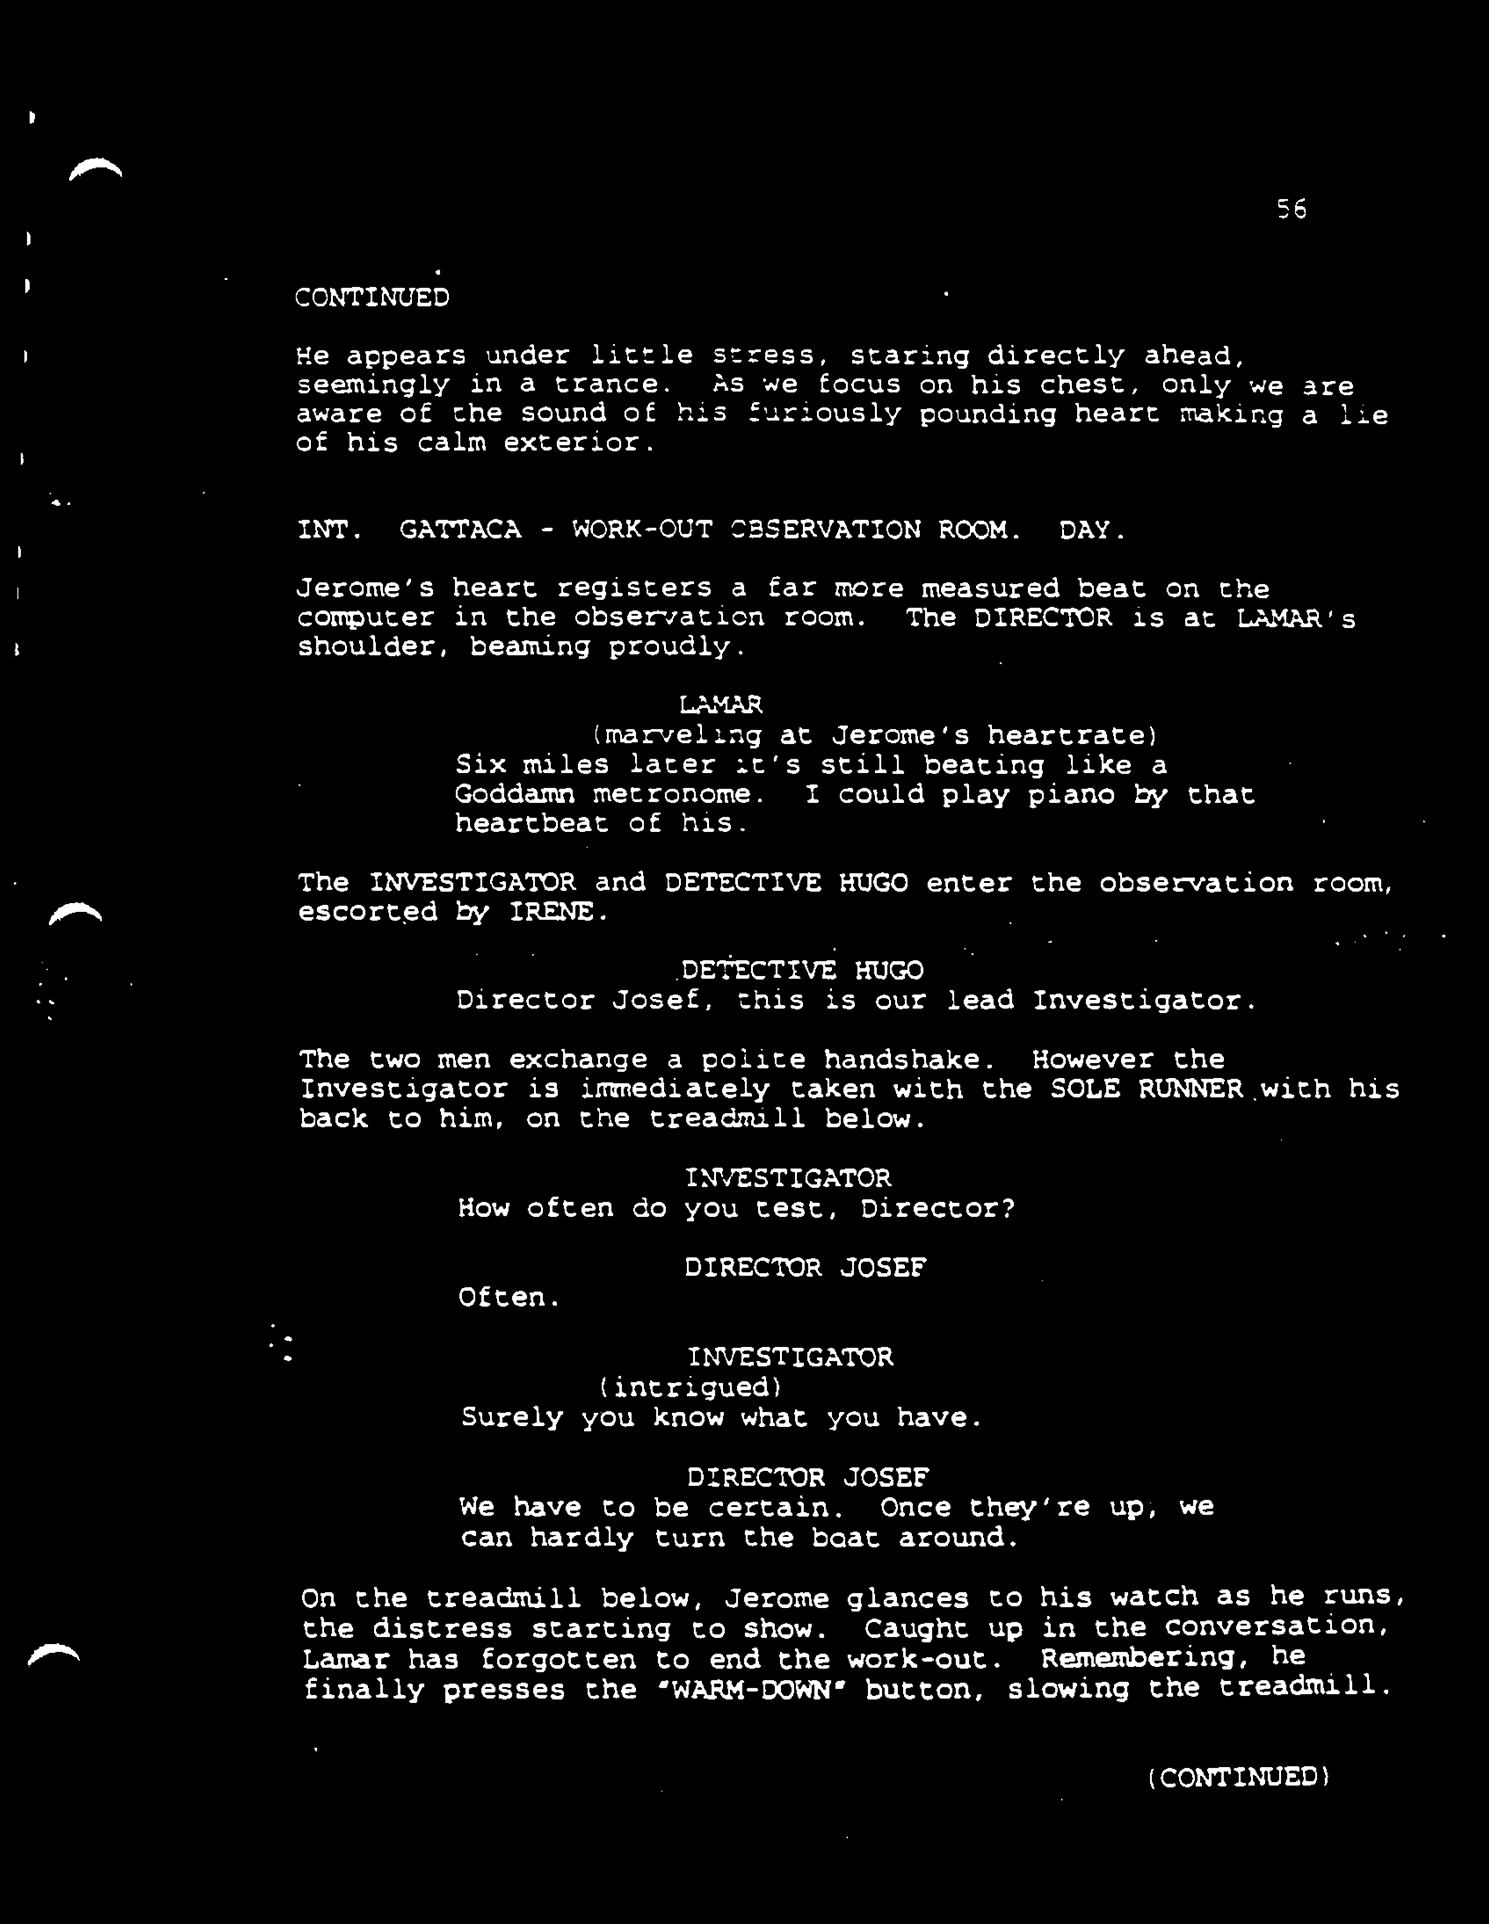 56
CONTINUED
He appears under little stress, staring directly ahead,
seemingly in a trance.  As we focus on his chest, only we are
aware of the sound of his furiously pounding heart making a lie
of his calm exterior.
INT.  GATTACA - WORK-OUT OBSERVATION ROOM.  DAY.
Jerome's heart registers a far more measured beat on the
computer in the observation room.  The DIRECTOR is at LAMAR's
shoulder, beaming proudly.
LAMAR
(marveling at Jerome's heartrate)
Six miles later it's still beating like a
Goddamn metronome.  I could play piano by that
heartbeat of his.
The INVESTIGATOR and DETECTIVE HUGO enter the observation room,
escorted by IRENE.
DETECTIVE HUGO
Director Josef, this is our lead Investigator.
The two men exchange a polite handshake.  However the
Investigator is immediately taken with the SOLE RUNNER with his
back to him, on the treadmill below.
INVESTIGATOR
How often do you test, Director?
DIRECTOR JOSEF
Often.
INVESTIGATOR
(intrigued)
Surely you know what you have.
DIRECTOR JOSEF
We have to be certain.  Once they're up, we
can hardly turn the boat around.
On the treadmill below, Jerome glances to his watch as he runs,
the distress starting to show.  Caught up in the conversation,
Lamar has forgotten to end the work-out.  Remembering, he
finally presses the "WARM-DOWN" button, slowing the treadmill.
(CONTINUED)